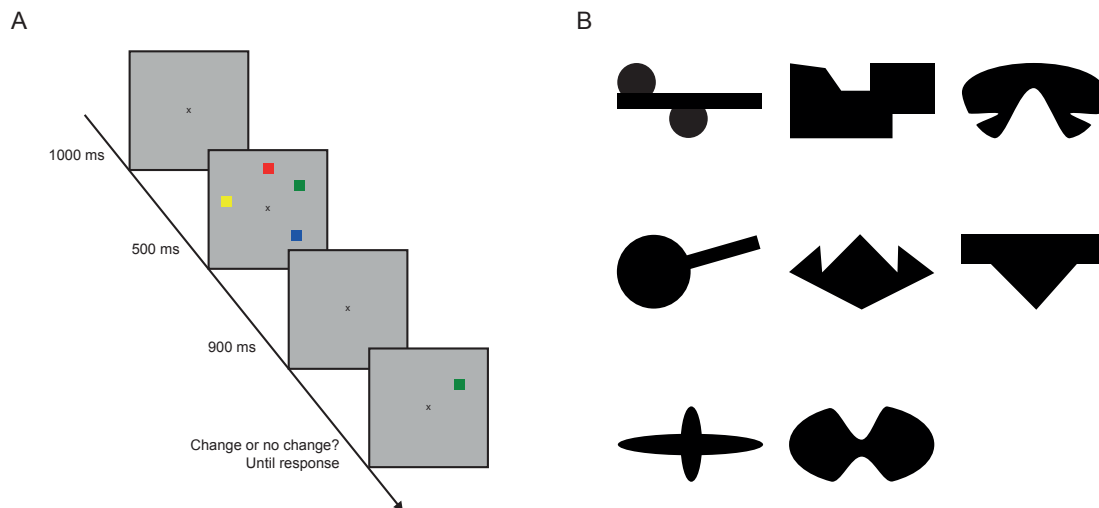 A
B
x
1000 ms
x
500 ms
x
900 ms
x
Change or no change?
Until response